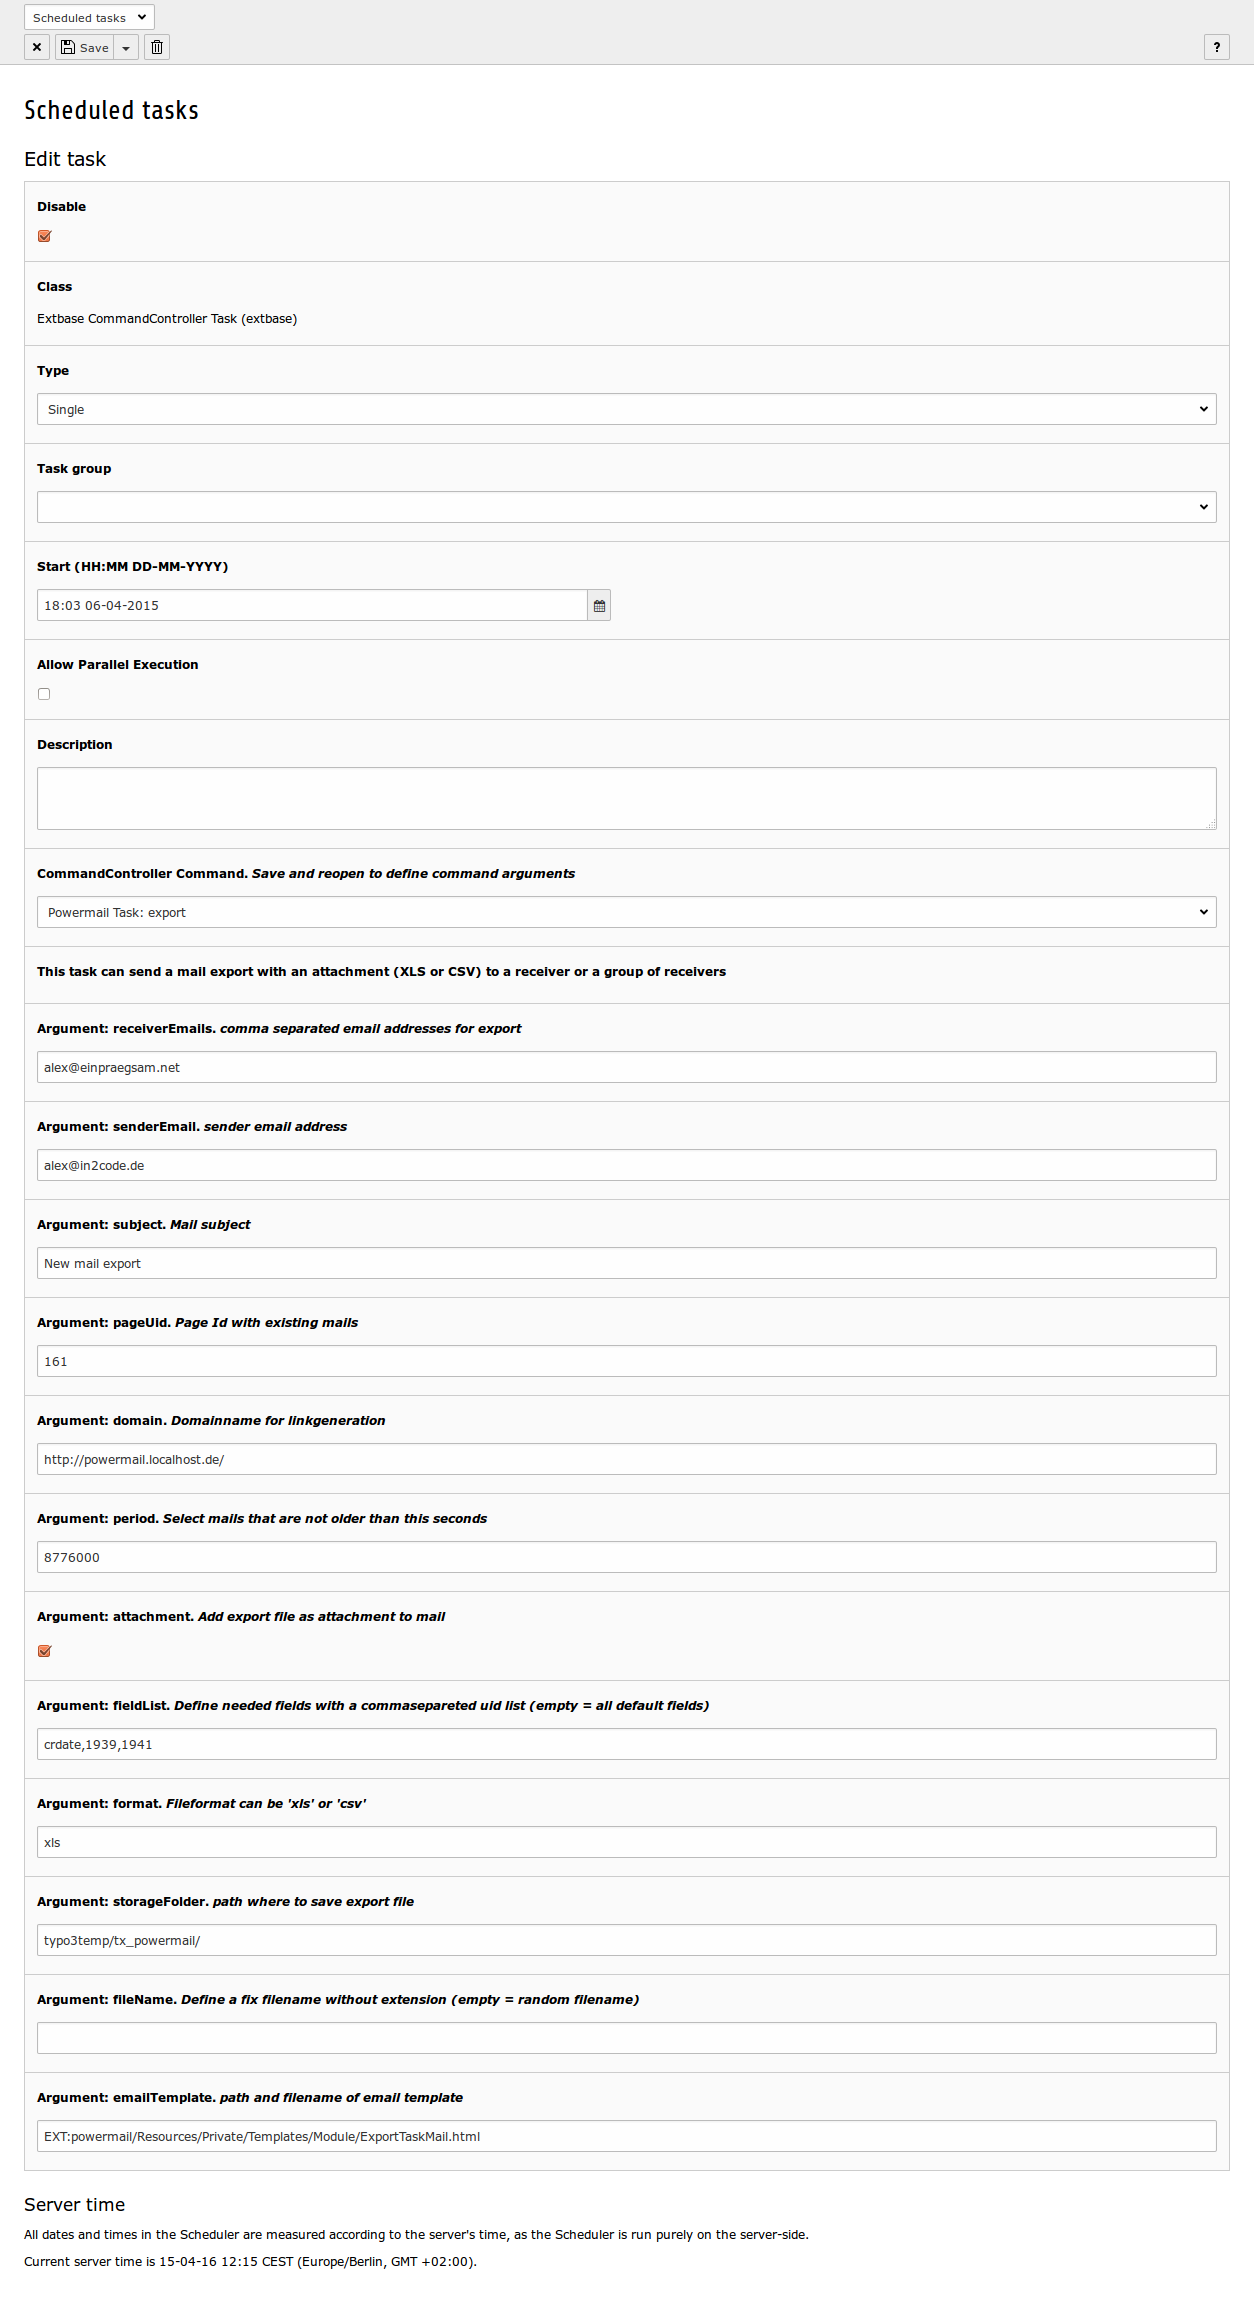 Scheduled tasks
Save
?
Scheduled tasks
Edit task
Disable
Class
Extbase CommandController Task (extbase)
Type
Single
Task group
Start (HH:MM DD-MM-YYYY)
18:03 06-04-2015
Allow Parallel Execution
Description
CommandController Command. Save and reopen to define command arguments
Powermail Task: export
This task can send a mail export with an attachment (XLS or CSV) to a receiver or a group of receivers
Argument: receiverEmails. comma separated email addresses for export
alex@einpraegsam.net
Argument: senderEmail. sender email address
alex@in2code.de
Argument: subject. Mail subject
New mail export
Argument: pageUid. Page Id with existing mails
161
Argument: domain. Domainname for linkgeneration
http://powermail.localhost.de/
Argument: period. Select mails that are not older than this seconds
8776000
Argument: attachment. Add export file as attachment to mail
Argument: fieldList. Define needed fields with a commasepareted uid list (empty = all default fields)
crdate,1939,1941
Argument: format. Fileformat can be 'xls' or 'csv'
xls
Argument: storageFolder. path where to save export file
typo3temp/tx_powermail/
Argument: fileName. Define a fix filename without extension (empty = random filename)
Argument: emailTemplate. path and filename of email template
EXT:powermail/Resources/Private/Templates/Module/ExportTaskMail.html
Server time
All dates and times in the Scheduler are measured according to the server's time, as the Scheduler is run purely on the server-side.
Current server time is 15-04-16 12:15 CEST (Europe/Berlin, GMT +02:00).